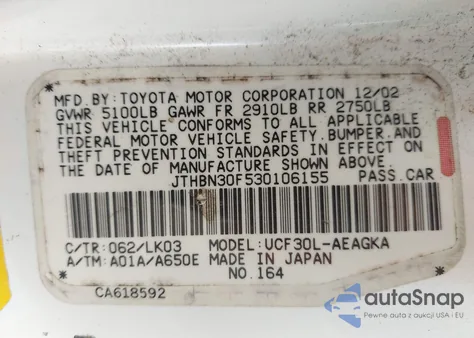 MFD. BY: TOYOTA MOTOR CORPORATION 12/02
GVWR 5100LB GAWR FR 2910LB RR 2750LB
THIS VEHICLE CONFORMS TO ALL APPLICABLE
FEDERAL MOTOR VEHICLE SAFETY, BUMPER, AND
THEFT PREVENTION STANDARDS IN EFFECT ON
THE DATE OF MANUFACTURE SHOWN ABOVE.
JTHBN30F530106155 PASS. CAR
C/TR: 062/LK03 MODEL: UCF30L-AEAGKA
A/TM: A01A/A650E MADE IN JAPAN
NO. 164
CA618592
autoSnap
Pewne auta z aukcji USA i EU